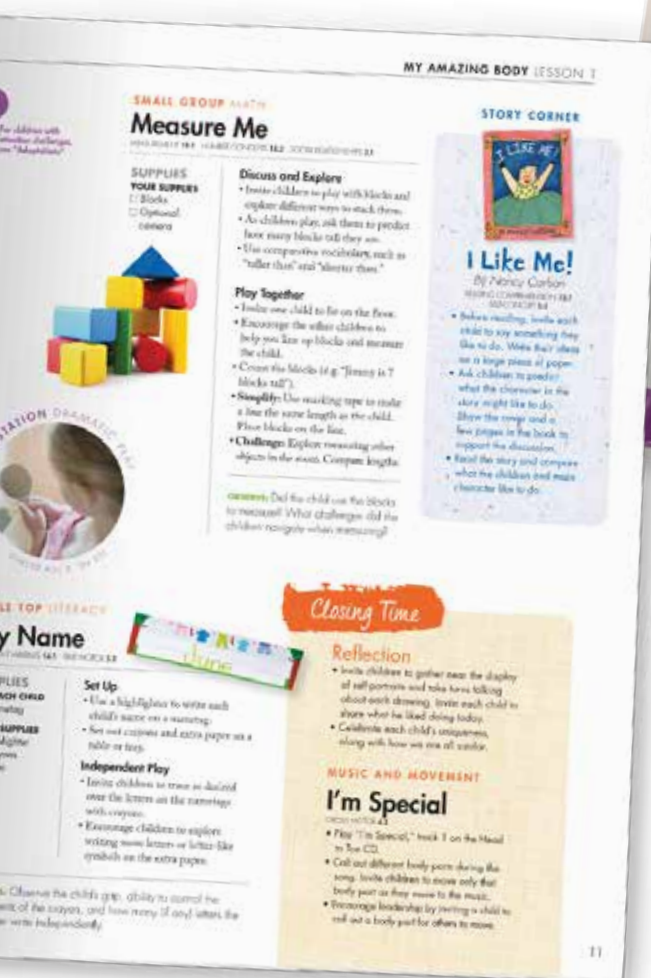 MY AMAZING BODY LESSON 1
For children with
"Adaptations"
SMALL GROUP MATH
Measure Me
SUPPLIES
YOUR SUPPLIES
Blocks
Optional:
camera
Discuss and Explore
• Invite children to play with blocks and
explore different ways to stack them.
• As children play, ask them to predict
how many blocks tall they are.
• Use comparative vocabulary, such as
"taller than" and "shorter than."
Play Together
• Invite one child to lie on the floor.
• Encourage the other children to
help you line up blocks and measure
the child.
• Count the blocks (e.g. "Jimmy is 7
blocks tall").
• Simplify: Use masking tape to make
a line the same length as the child.
Place blocks on the line.
• Challenge: Explore measuring other
objects in the room. Compare lengths.
OBSERVE: Did the child use the blocks
to measure? What challenges did the
children navigate when measuring?
STORY CORNER
I LIKE ME!
I Like Me!
By Nancy Carlson
• Before reading, invite each
child to say something they
like to do. Write their ideas
on a large piece of paper.
• Ask children to predict
what the character in the
story might like to do.
Show the cover and a
few pages in the book to
support the discussion.
• Read the story and compare
what the children and main
character like to do.
STATION DRAMATIC PLAY
TOP LITERACY
y Name
PLIES
ACH CHILD
metag
SUPPLIES
Set Up
• Use a highlighter to write each
child's name on a nametag.
• Set out crayons and extra paper on a
table or tray.
Independent Play
• Invite children to trace as desired
over the letters on the nametags
with crayons.
• Encourage children to explore
writing more letters or letter-like
symbols on the extra paper.
Observe the child's grip, ability to control the
of the crayon, and how many (if any) letters the
write independently.
June
Closing Time
Reflection
• Invite children to gather near the display
of self-portraits and take turns talking
about each drawing. Invite each child to
share what he liked doing today.
• Celebrate each child's uniqueness,
along with how we are all similar.
MUSIC AND MOVEMENT
I'm Special
• Play "I'm Special," track 1 on the Head
to Toe CD.
• Call out different body parts during the
song. Invite children to move only that
body part as they move to the music.
• Encourage leadership by inviting a child to
call out a body part for others to move.
11